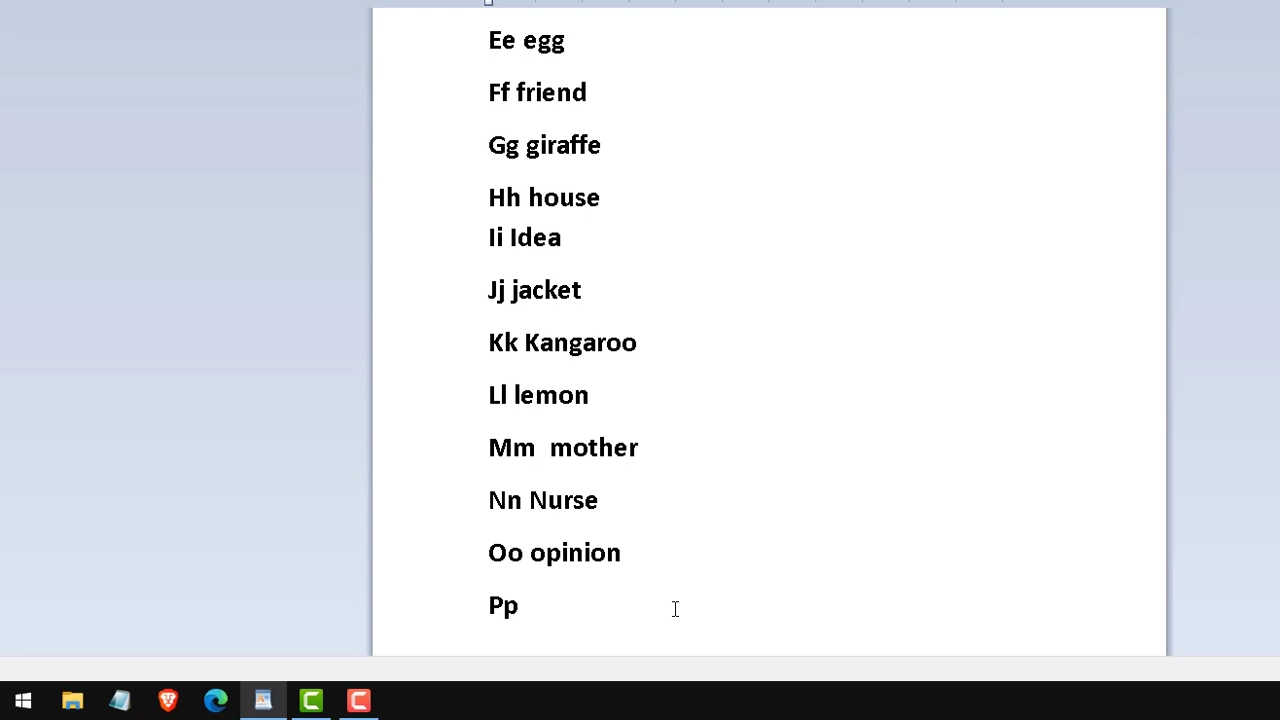 Ee egg
Ff friend
Gg giraffe
Hh house
Ii Idea
Jj jacket
Kk Kangaroo
Ll lemon
Mm  mother
Nn Nurse
Oo opinion
Pp